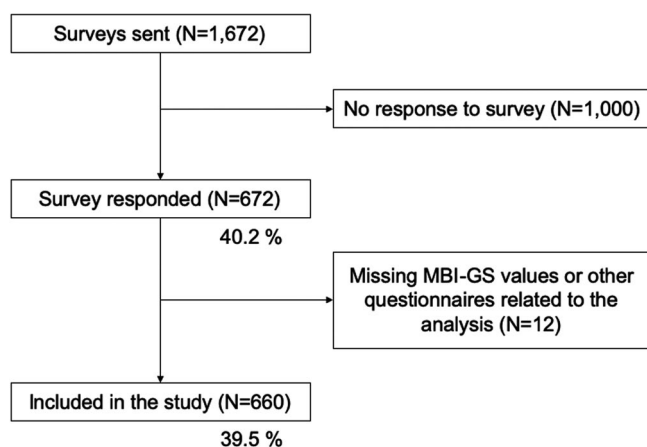 Surveys sent (N=1,672)
No response to survey (N=1,000)
Survey responded (N=672)
40.2 %
Missing MBI-GS values or other
questionnaires related to the
analysis (N=12)
Included in the study (N=660)
39.5 %